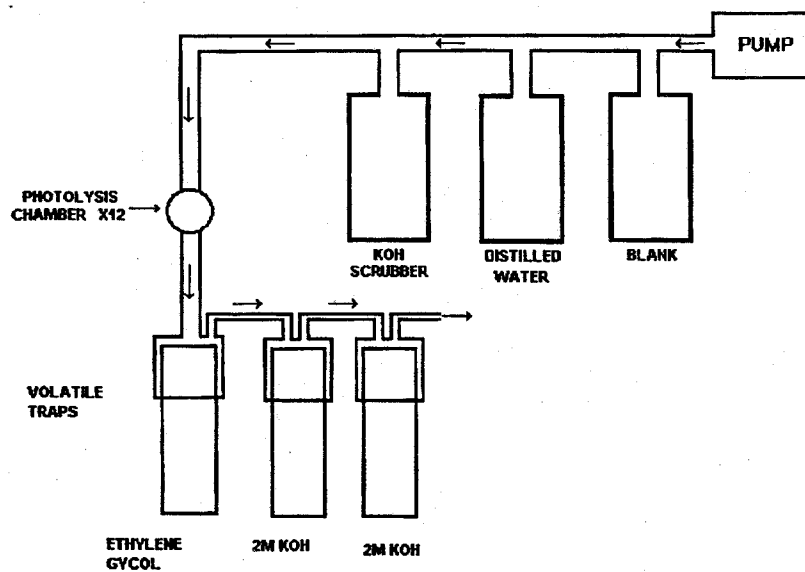 PUMP
KOH
SCRUBBER
DISTILLED
WATER
BLANK
PHOTOLYSIS
CHAMBER X12
VOLATILE
TRAPS
ETHYLENE
GYCOL
2M KOH
2M KOH